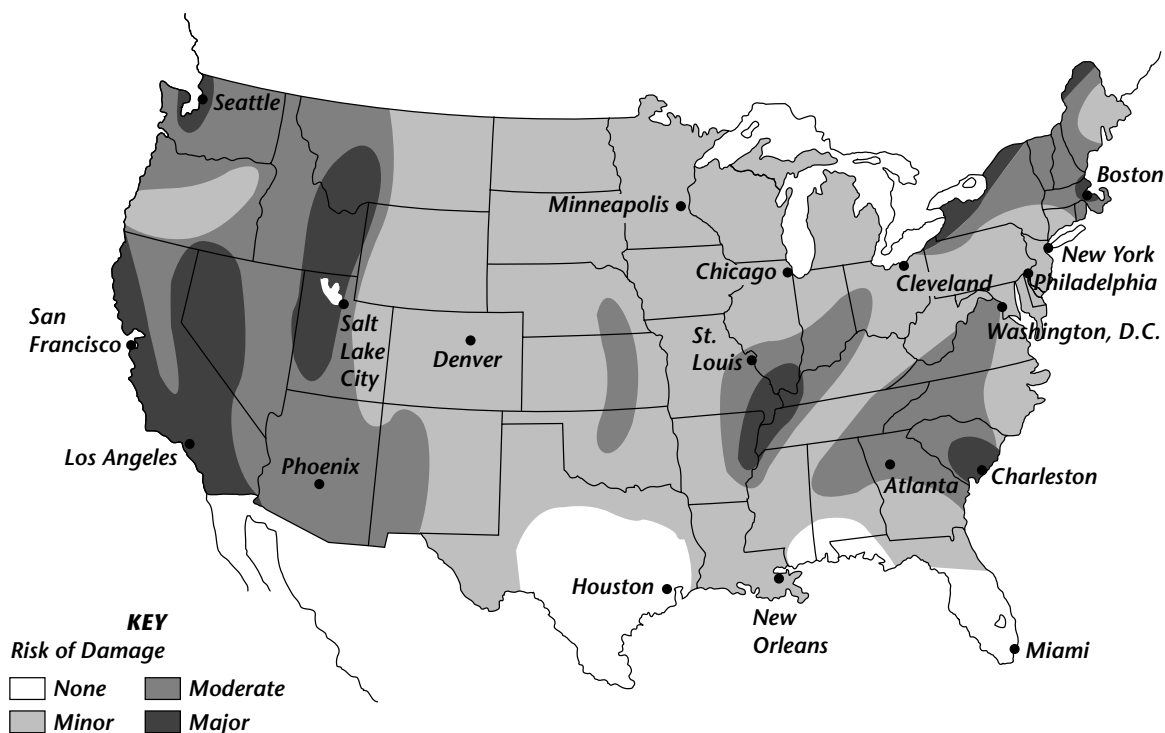 Seattle
Minneapolis
Boston
Chicago
Cleveland
New York
Philadelphia
Washington, D.C.
San
Francisco
Salt
Lake
City
Denver
St.
Louis
Los Angeles
Phoenix
Atlanta
Charleston
Houston
New
Orleans
Miami
KEY
Risk of Damage
None
Moderate
Minor
Major